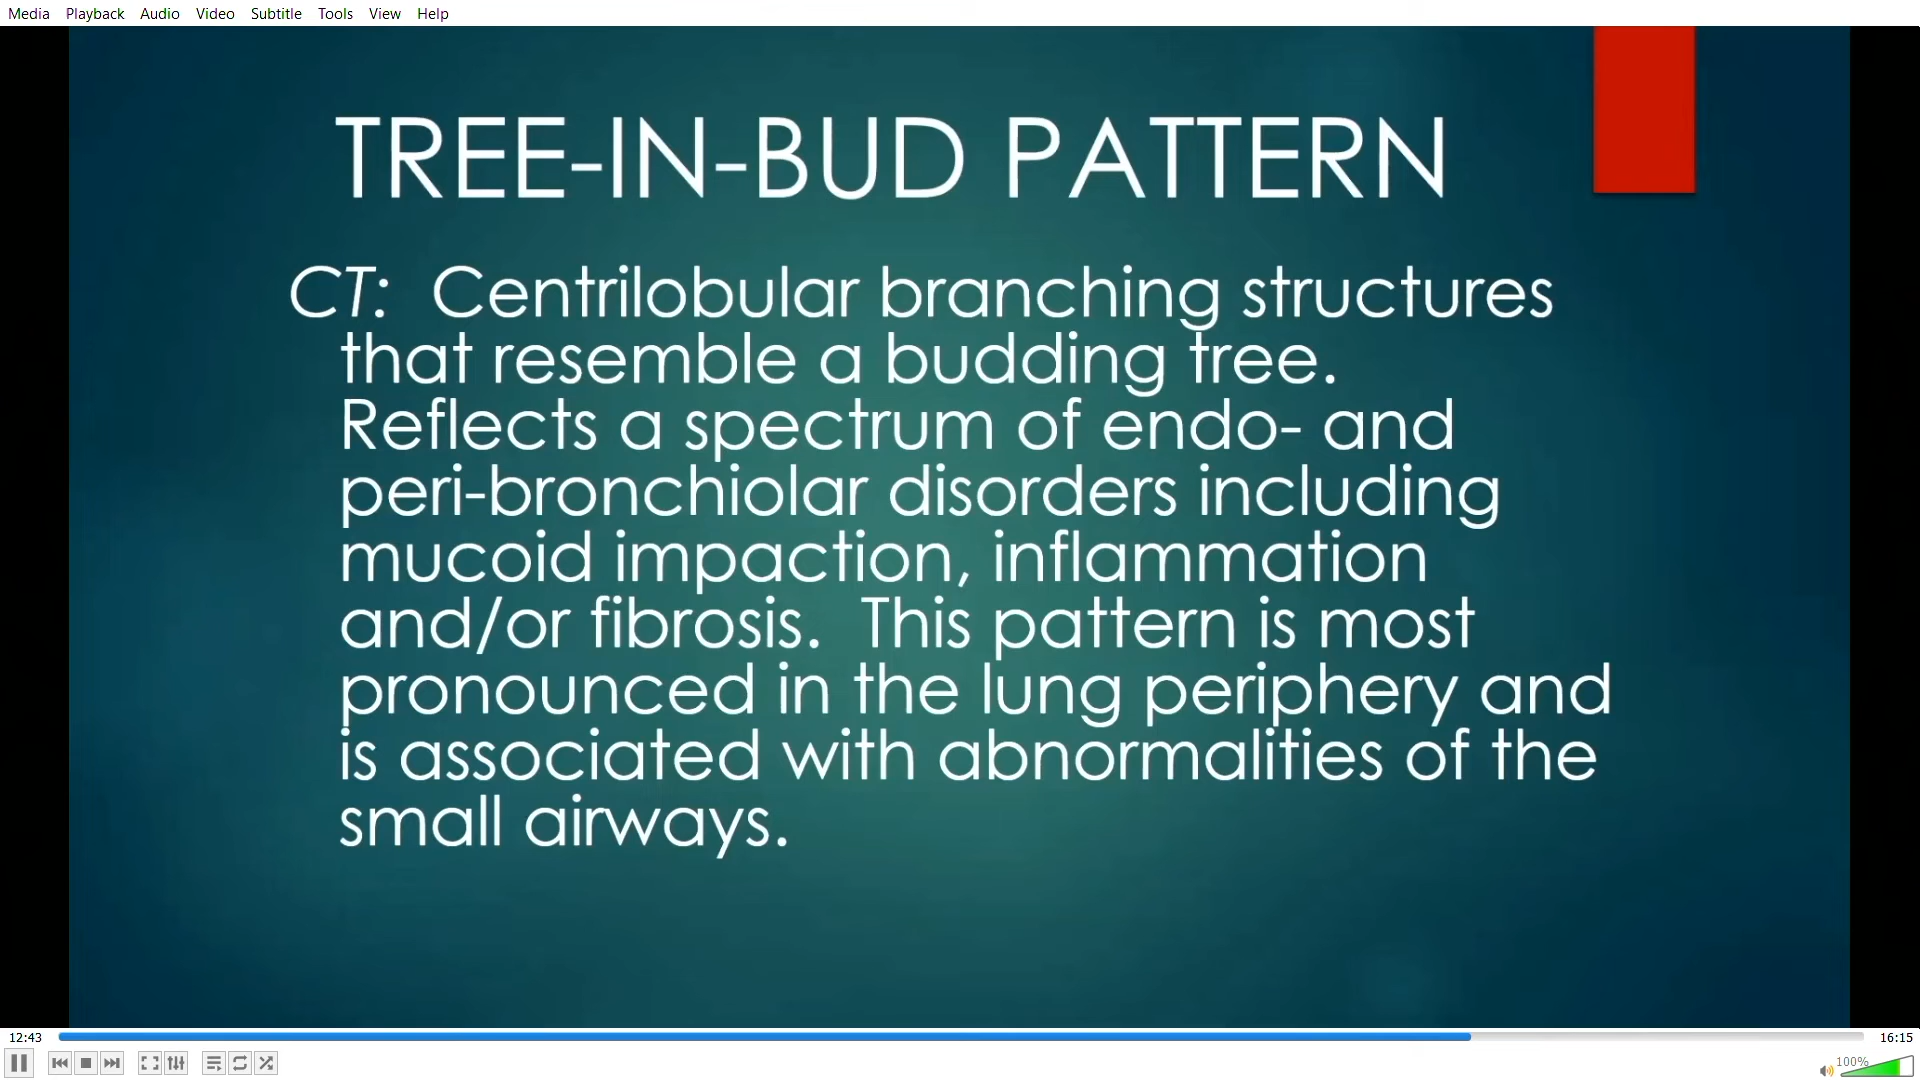 Media Playback Audio Video Subtitle Tools View Help
TREE-IN-BUD PATTERN
CT: Centrilobular branching structures
that resemble a budding tree.
Reflects a spectrum of endo- and
peri-bronchiolar disorders including
mucoid impaction, inflammation
and/or fibrosis. This pattern is most
pronounced in the lung periphery and
is associated with abnormalities of the
small airways.
12:43 16:15
100%